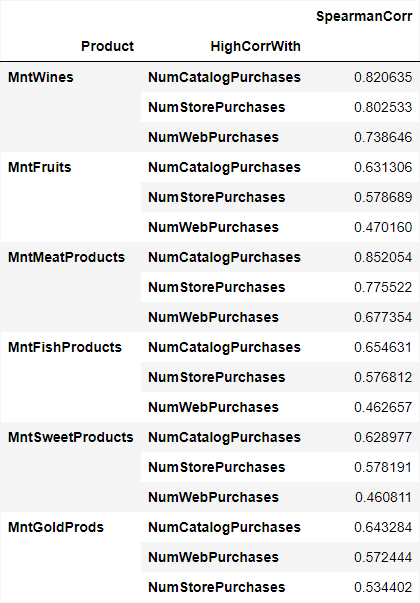 SpearmanCorr
Product HighCorrWith
MntWines NumCatalogPurchases 0.820635
NumStorePurchases 0.802533
NumWebPurchases 0.738646
MntFruits NumCatalogPurchases 0.631306
NumStorePurchases 0.578689
NumWebPurchases 0.470160
MntMeatProducts NumCatalogPurchases 0.852054
NumStorePurchases 0.775522
NumWebPurchases 0.677354
MntFishProducts NumCatalogPurchases 0.654631
NumStorePurchases 0.576812
NumWebPurchases 0.462657
MntSweetProducts NumCatalogPurchases 0.628977
NumStorePurchases 0.578191
NumWebPurchases 0.460811
MntGoldProds NumCatalogPurchases 0.643284
NumWebPurchases 0.572444
NumStorePurchases 0.534402